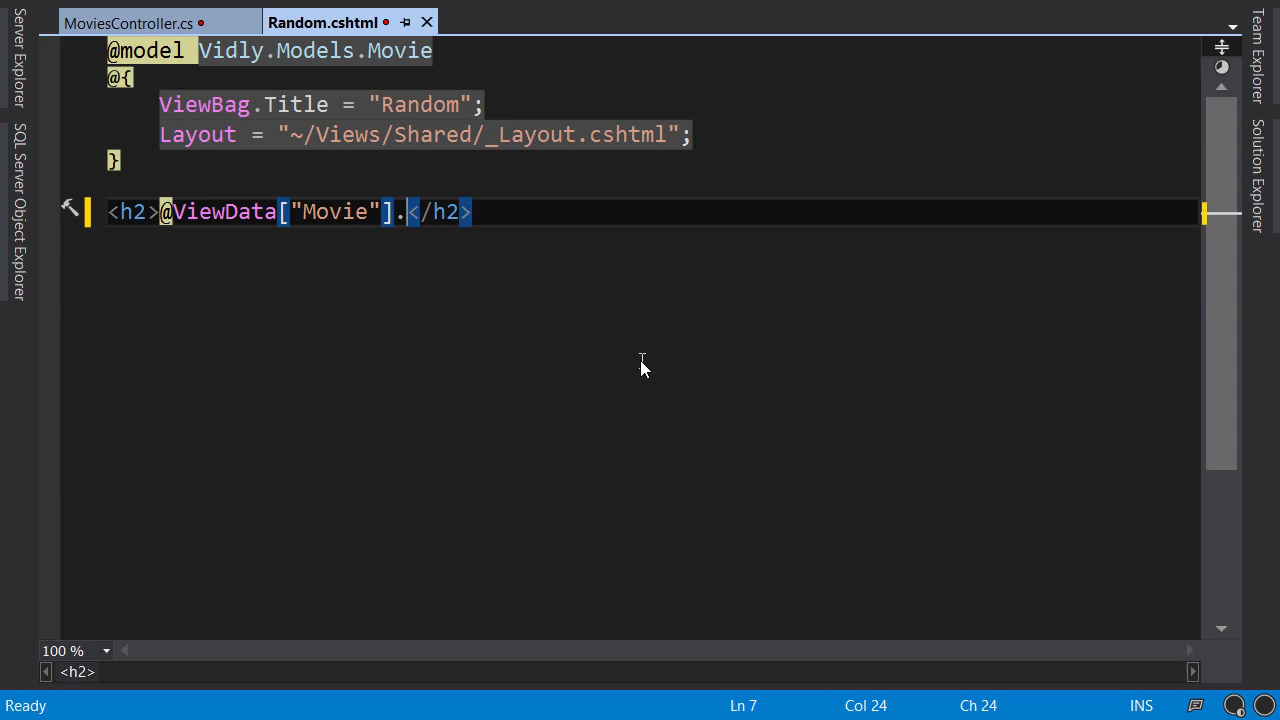 MoviesController.cs
Random.cshtml
@model Vidly.Models.Movie
@{
ViewBag.Title = "Random";
Layout = "~/Views/Shared/_Layout.cshtml";
}
<h2>@ViewData["Movie"].</h2>
Server Explorer
SQL Server Object Explorer
Team Explorer
Solution Explorer
100 %
<h2>
Ready
Ln 7
Col 24
Ch 24
INS